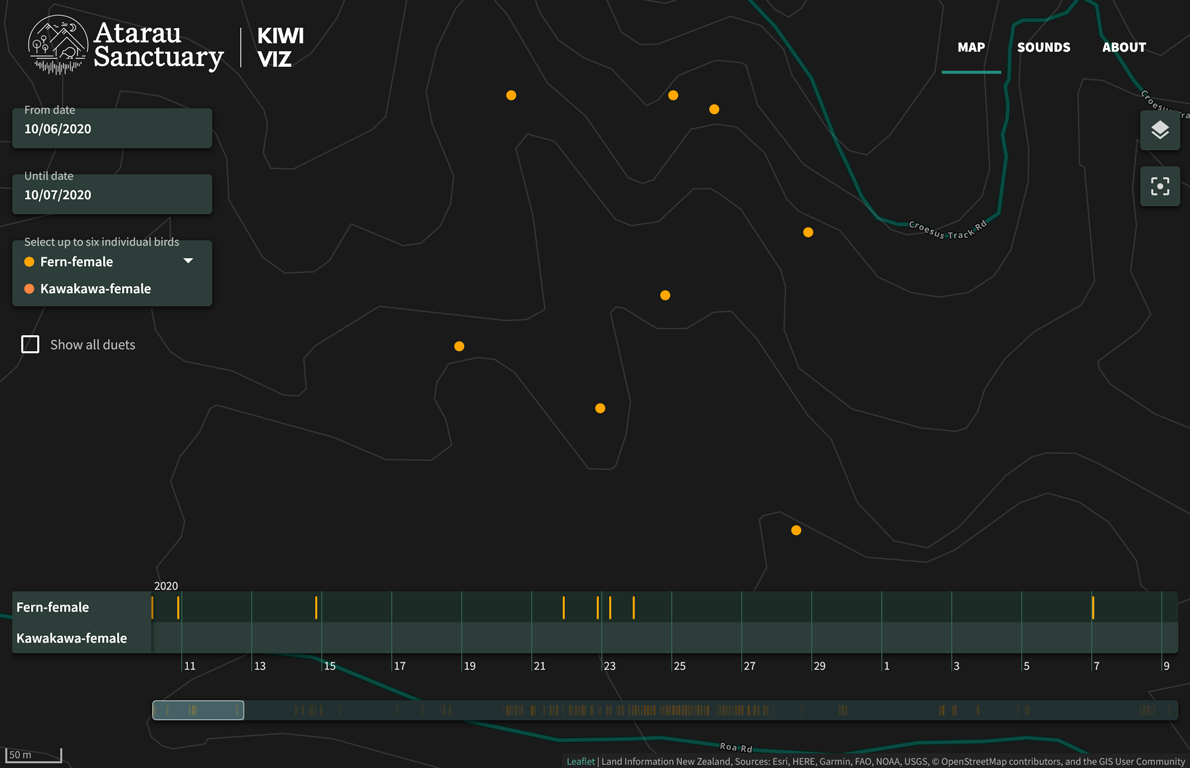 Atarau
Sanctuary
KIWI
VIZ
MAP SOUNDS ABOUT
From date
10/06/2020
Until date
10/07/2020
Select up to six individual birds
Fern-female
Kawakawa-female
Show all duets
Croesus Tra
Croesus Track Rd
2020
Fern-female
Kawakawa-female
11 13 15 17 19 21 23 25 27 29 1 3 5 7 9
Roa Rd
50 m
Leaflet | Land Information New Zealand, Sources: Esri, HERE, Garmin, FAO, NOAA, USGS, © OpenStreetMap contributors, and the GIS User Community